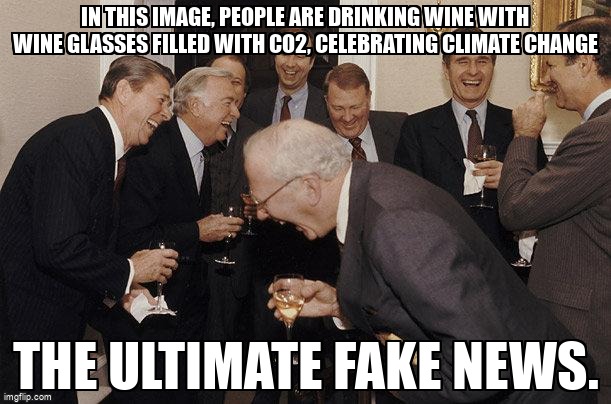 IN THIS IMAGE, PEOPLE ARE DRINKING WINE WITH
WINE GLASSES FILLED WITH CO2, CELEBRATING CLIMATE CHANGE
THE ULTIMATE FAKE NEWS.
imgflip.com